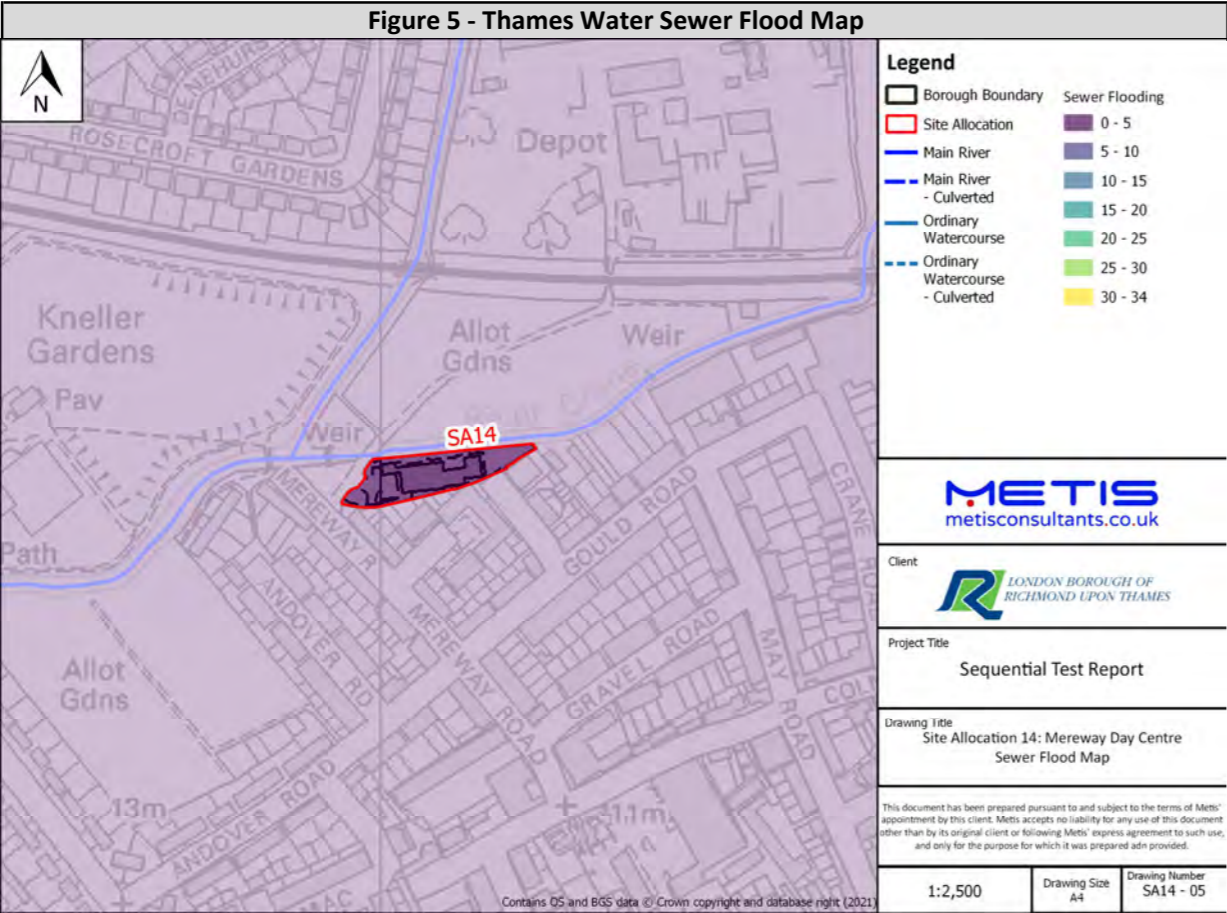 Figure 5 - Thames Water Sewer Flood Map
N
DENEHURST
ROSECROFT GARDENS
Depot
Kneller
Gardens
Pav
Allot
Gdns
Weir
Weir
SA14
Path
MEREWAY R
GOULD ROAD
CRANE
MEREWAY ROAD
GRAVEL ROAD
MAY ROAD
Allot
Gdns
13m
ANDOVER ROAD
11.1m
Contains OS and BGS data © Crown copyright and database right (2021)
Legend
Borough Boundary
Site Allocation
Main River
Main River
- Culverted
Ordinary
Watercourse
Ordinary
Watercourse
- Culverted
Sewer Flooding
0 - 5
5 - 10
10 - 15
15 - 20
20 - 25
25 - 30
30 - 34
METIS
metisconsultants.co.uk
Client
LONDON BOROUGH OF
RICHMOND UPON THAMES
Project Title
Sequential Test Report
Drawing Title
Site Allocation 14: Mereway Day Centre
Sewer Flood Map
This document has been prepared pursuant to and subject to the terms of Metis'
appointment by this client. Metis accepts no liability for any use of this document
other than by its original client or following Metis' express agreement to such use,
and only for the purpose for which it was prepared adn provided.
1:2,500
Drawing Size
A4
Drawing Number
SA14 - 05